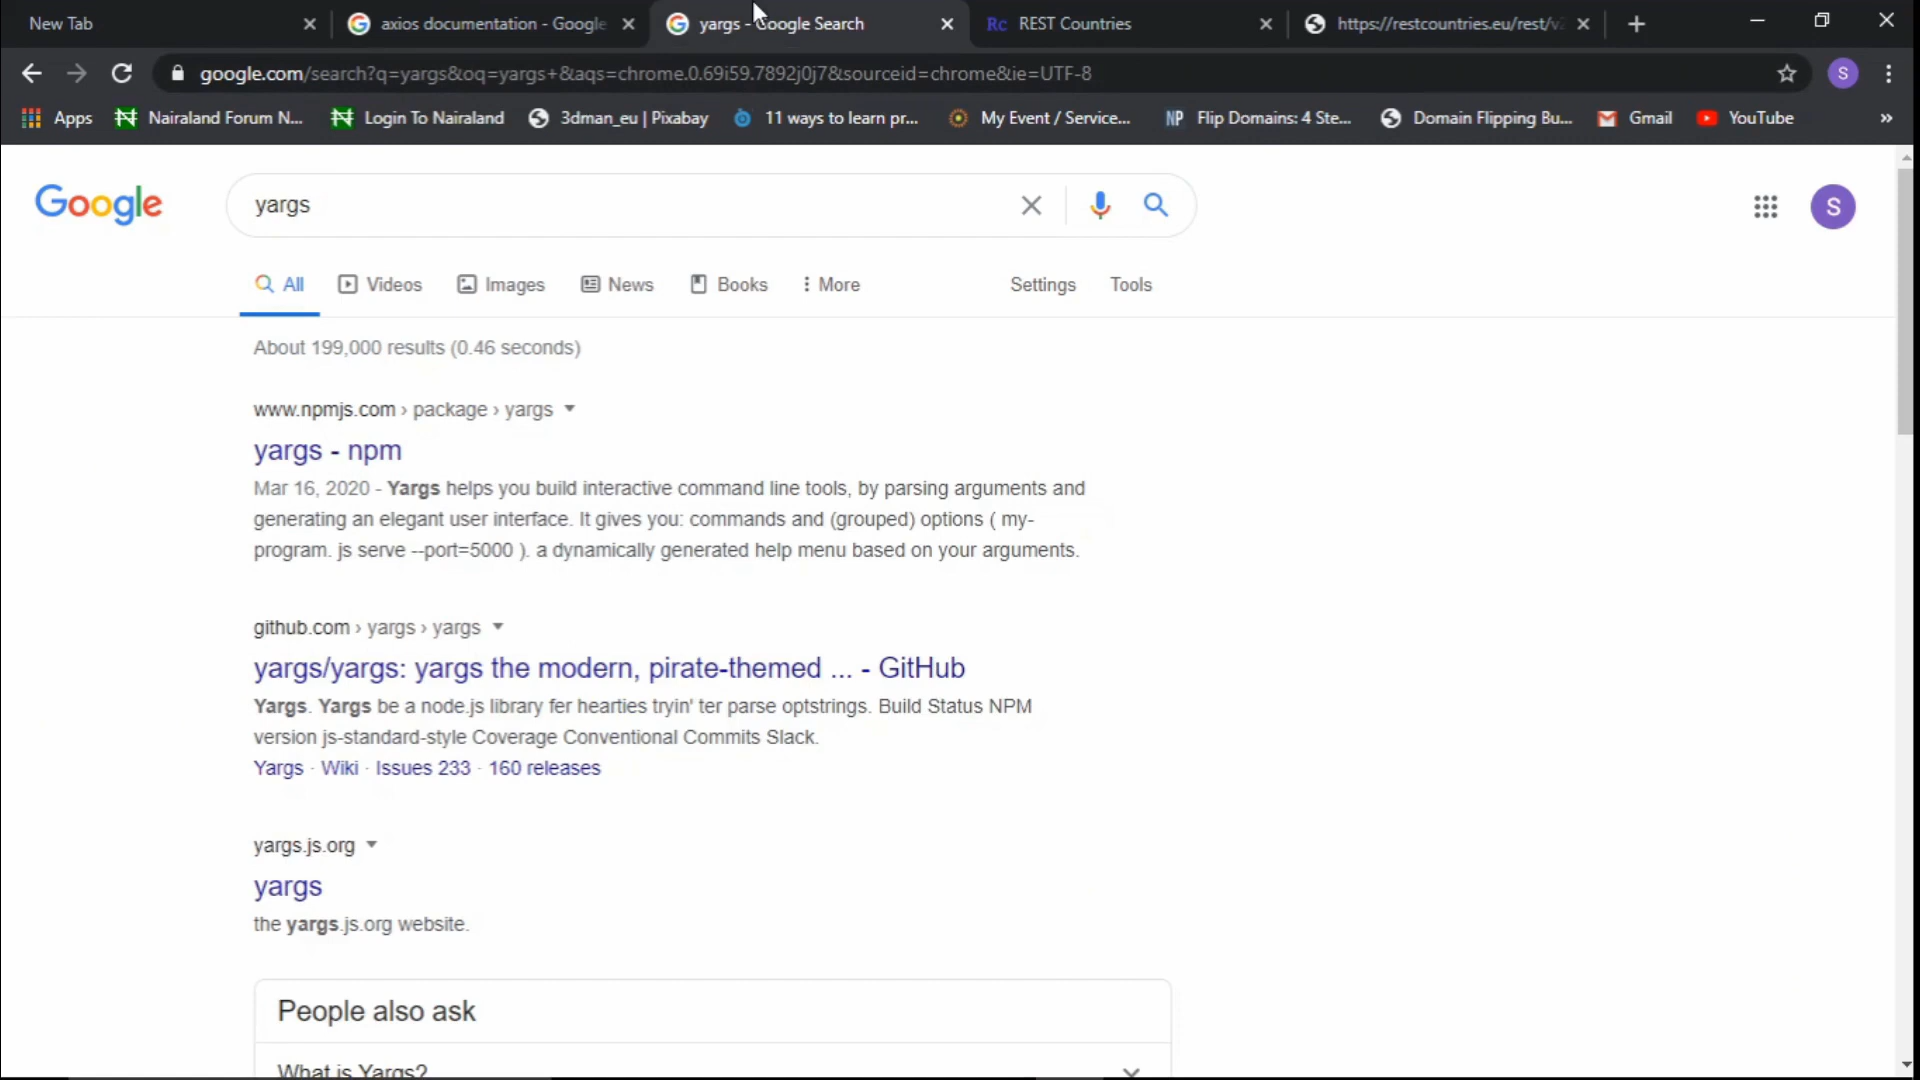 New Tab
axios documentation - Google
yargs - Google Search
Rc REST Countries
https://restcountries.eu/rest/v2
google.com/search?q=yargs&oq=yargs+&aqs=chrome.0.69i59.7892j0j7&sourceid=chrome&ie=UTF-8
S
Apps
Nairaland Forum N...
Login To Nairaland
3dman_eu | Pixabay
11 ways to learn pr...
My Event / Service...
NP Flip Domains: 4 Ste...
Domain Flipping Bu...
Gmail
YouTube
»
Google
yargs
S
All
Videos
Images
News
Books
More
Settings
Tools
About 199,000 results (0.46 seconds)
www.npmjs.com › package › yargs
yargs - npm
Mar 16, 2020 - Yargs helps you build interactive command line tools, by parsing arguments and
generating an elegant user interface. It gives you: commands and (grouped) options ( my-
program. js serve --port=5000 ). a dynamically generated help menu based on your arguments.
github.com › yargs › yargs
yargs/yargs: yargs the modern, pirate-themed ... - GitHub
Yargs. Yargs be a node.js library fer hearties tryin' ter parse optstrings. Build Status NPM
version js-standard-style Coverage Conventional Commits Slack.
Yargs · Wiki · Issues 233 · 160 releases
yargs.js.org
yargs
the yargs.js.org website.
People also ask
What is Yargs?